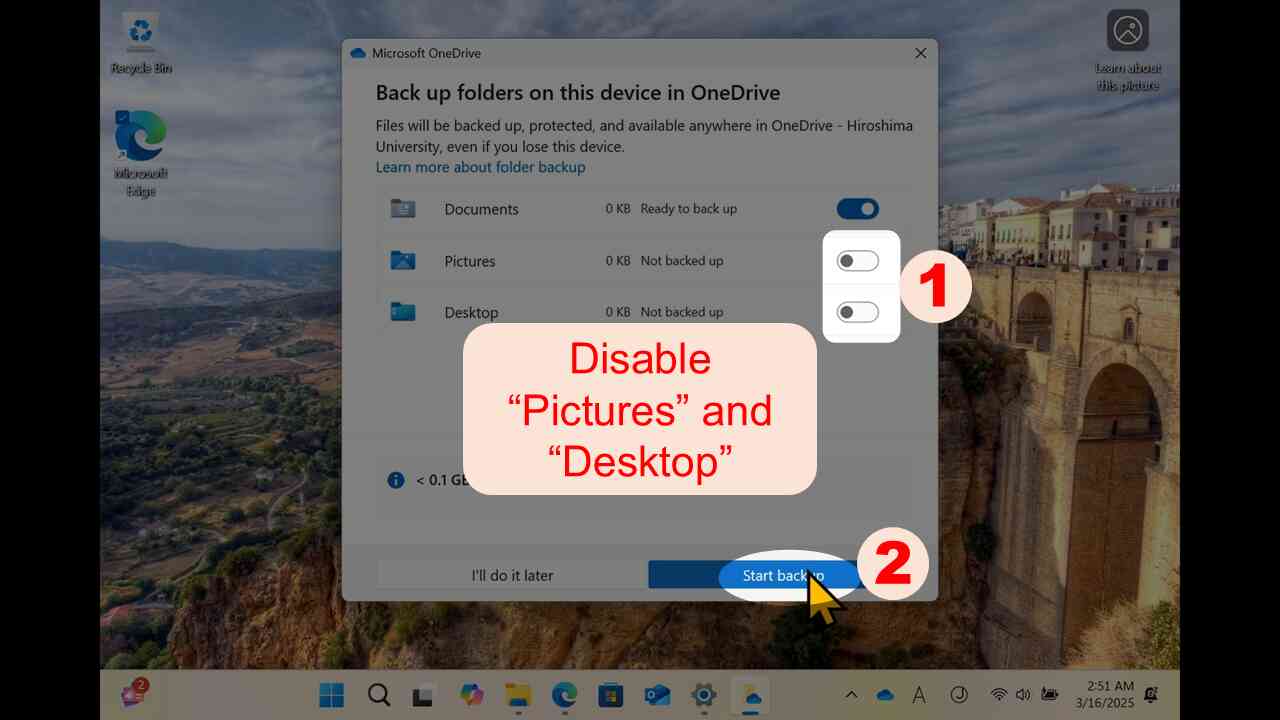 Recycle Bin
Microsoft
Edge
Learn about
this picture
Microsoft OneDrive
Back up folders on this device in OneDrive
Files will be backed up, protected, and available anywhere in OneDrive - Hiroshima
University, even if you lose this device.
Learn more about folder backup
Documents 0 KB Ready to back up
Pictures 0 KB Not backed up
Desktop 0 KB Not backed up
1
Disable
“Pictures” and
“Desktop”
< 0.1 GB
I'll do it later
Start backup
2
2
A
2:51 AM
3/16/2025